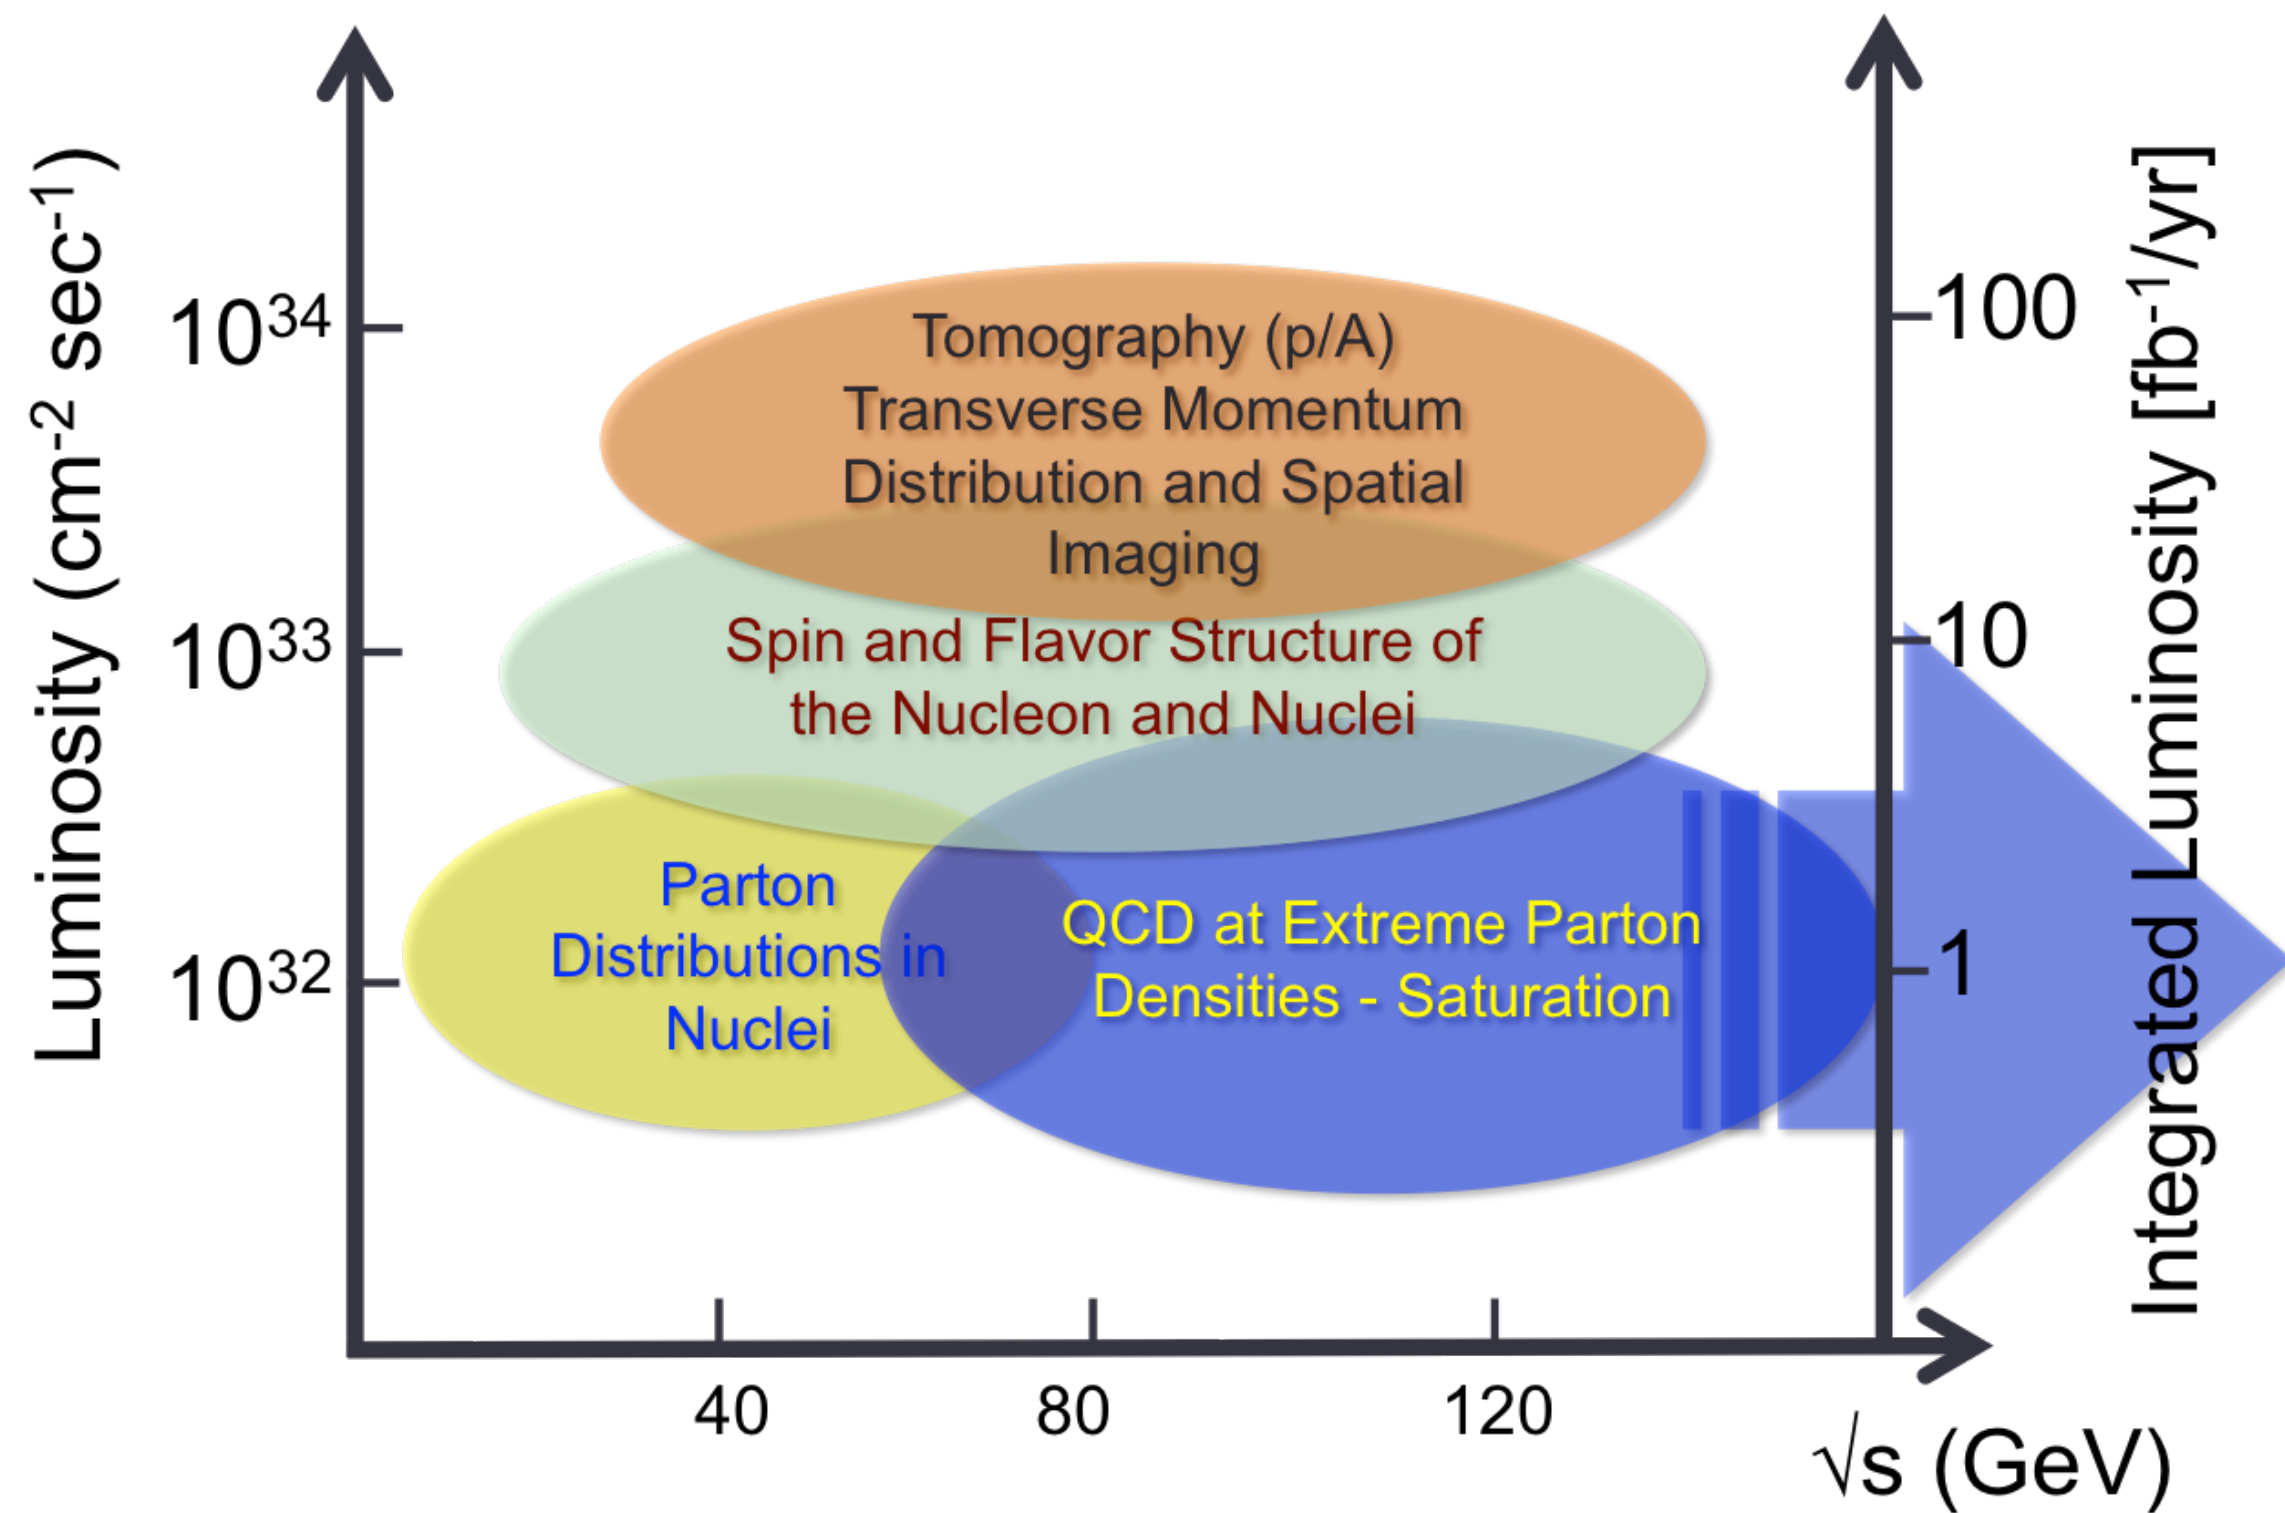 Luminosity (cm-2 sec-1)
10³⁴
10³³
10³²
Tomography (p/A)
Transverse Momentum
Distribution and Spatial
Imaging
Spin and Flavor Structure of
the Nucleon and Nuclei
Parton
Distributions in
Nuclei
QCD at Extreme Parton
Densities - Saturation
100
10
1
Integrated Luminosity [fb-1/yr]
40
80
120
√s (GeV)